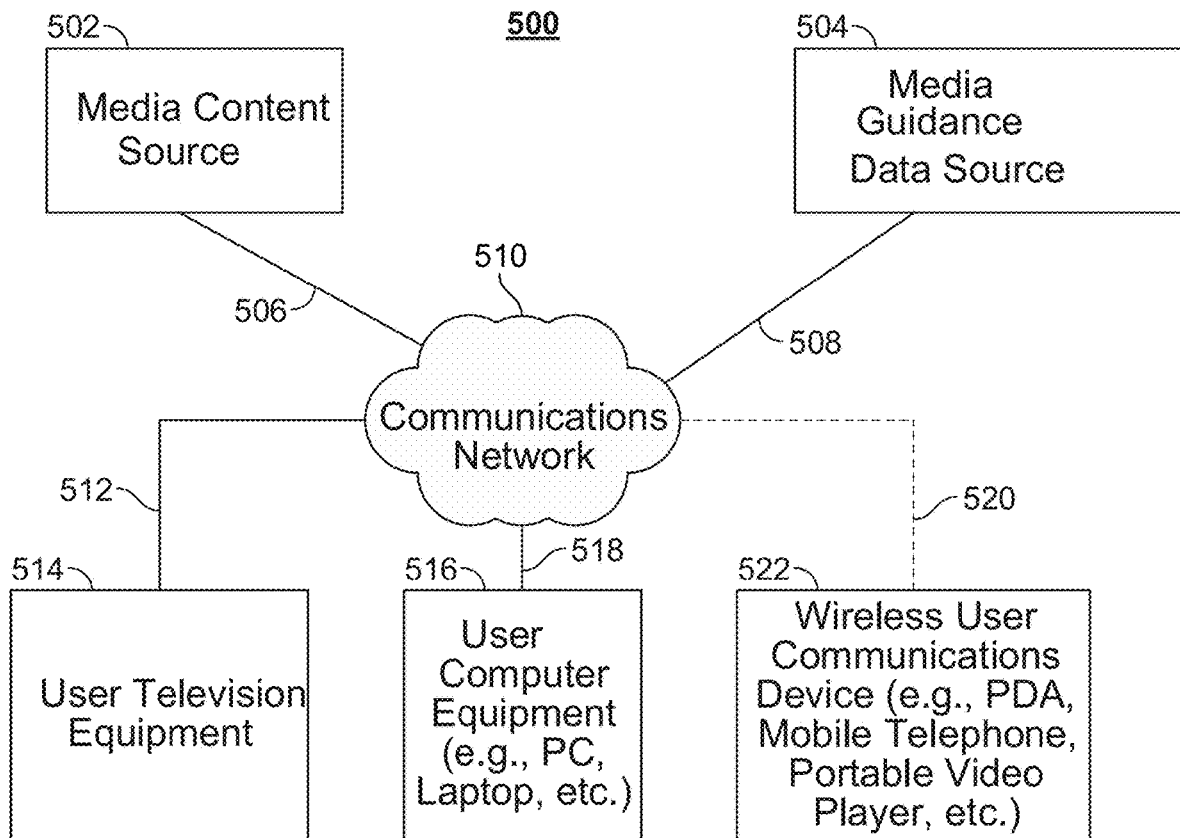 502
500
504
Media Content
Source
Media
Guidance
Data Source
510
506
508
Communications
Network
512
520
518
514
516
522
User Television
Equipment
User
Computer
Equipment
(e.g., PC,
Laptop, etc.)
Wireless User
Communications
Device (e.g., PDA,
Mobile Telephone,
Portable Video
Player, etc.)